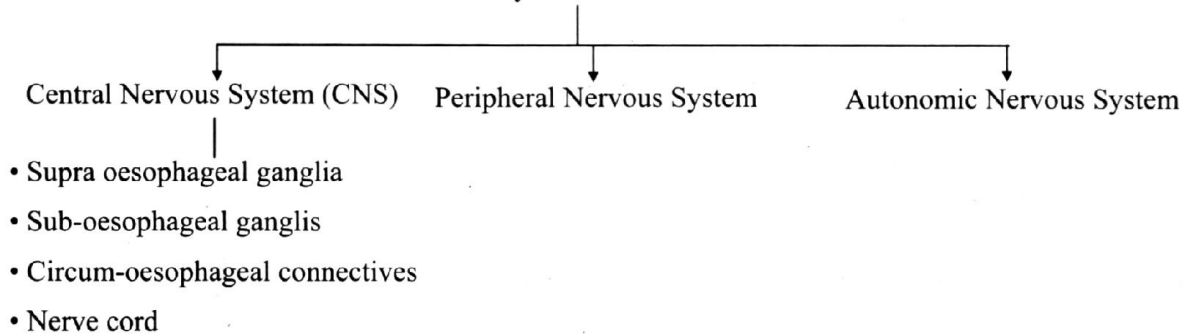 Central Nervous System (CNS) Peripheral Nervous System Autonomic Nervous System
• Supra oesophageal ganglia
• Sub-oesophageal ganglis
• Circum-oesophageal connectives
• Nerve cord